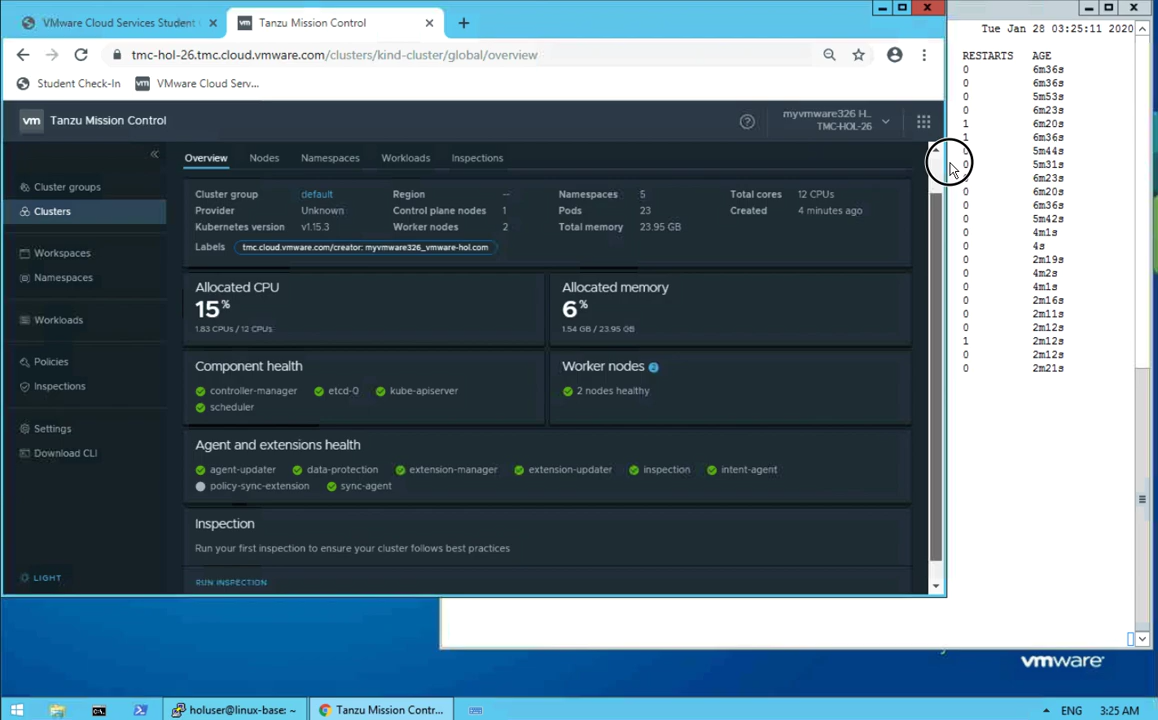 VMware Cloud Services Student
Tanzu Mission Control
tmc-hol-26.tmc.cloud.vmware.com/clusters/kind-cluster/global/overview
Student Check-In
vm VMware Cloud Serv...
vm Tanzu Mission Control
myvmware326 H..
TMC-HOL-26
Cluster groups
Clusters
Workspaces
Namespaces
Workloads
Policies
Inspections
Settings
Download CLI
LIGHT
Overview Nodes Namespaces Workloads Inspections
Cluster group default Region -- Namespaces 5 Total cores 12 CPUs
Provider Unknown Control plane nodes 1 Pods 23 Created 4 minutes ago
Kubernetes version v1.15.3 Worker nodes 2 Total memory 23.95 GB
Labels tmc.cloud.vmware.com/creator: myvmware326_vmware-hol.com
Allocated CPU
15%
1.83 CPUs / 12 CPUs
Allocated memory
6%
1.54 GB / 23.95 GB
Component health
controller-manager etcd-0 kube-apiserver
scheduler
Worker nodes 2
2 nodes healthy
Agent and extensions health
agent-updater data-protection extension-manager extension-updater inspection intent-agent
policy-sync-extension sync-agent
Inspection
Run your first inspection to ensure your cluster follows best practices
RUN INSPECTION
Tue Jan 28 03:25:11 2020
RESTARTS AGE
0 6m36s
0 6m36s
0 5m53s
0 6m23s
1 6m20s
1 6m36s
5m44s
0 5m31s
6m23s
0 6m20s
0 6m36s
0 5m42s
0 4m1s
0 4s
0 2m19s
0 4m2s
0 4m1s
0 2m16s
0 2m11s
0 2m12s
1 2m12s
0 2m12s
0 2m21s
vmware
holuser@linux-base: ~
Tanzu Mission Contr...
ENG 3:25 AM